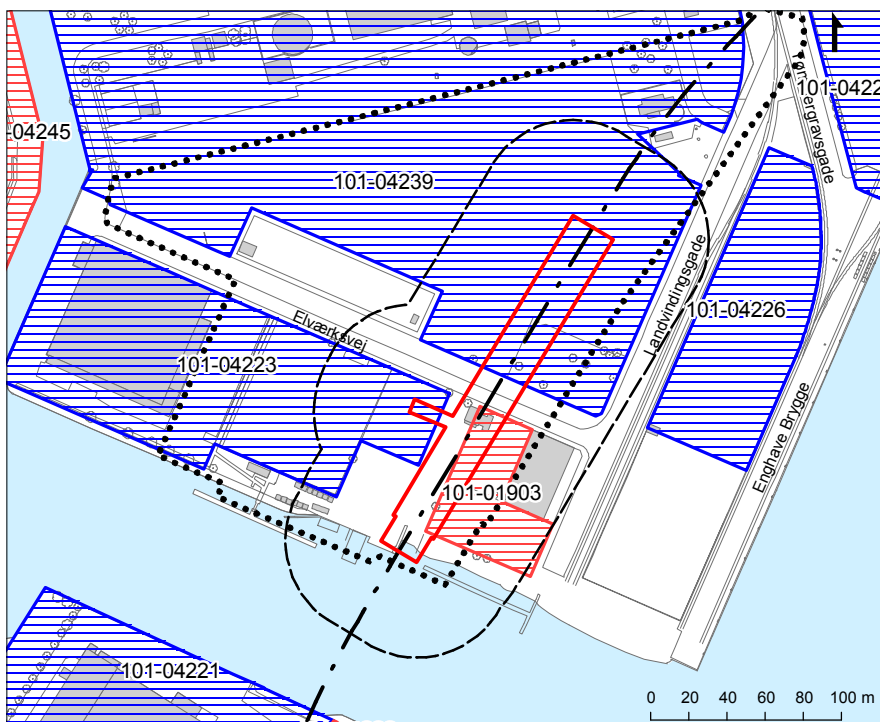 101-0422
-04245
Tømmergravsgade
101-04239
Landvindingsgade
101-04226
Elværksvej
101-04223
Enghave Brygge
101-01903
101-04221
0 20 40 60 80 100 m